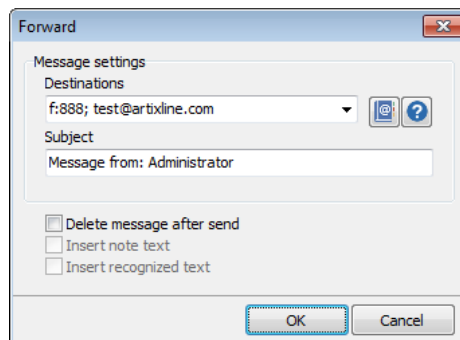 Forward
Message settings
Destinations
f:888; test@artixline.com
Subject
Message from: Administrator
Delete message after send
Insert note text
Insert recognized text
OK
Cancel